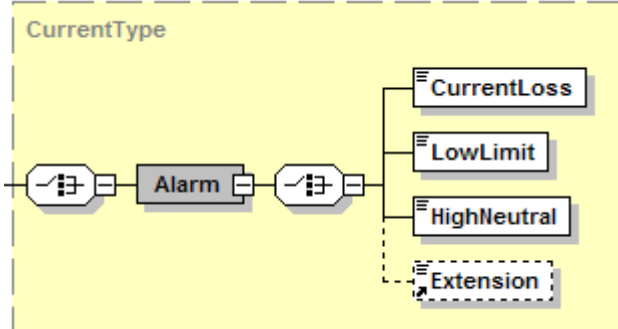 CurrentType
CurrentLoss
LowLimit
Alarm
HighNeutral
Extension